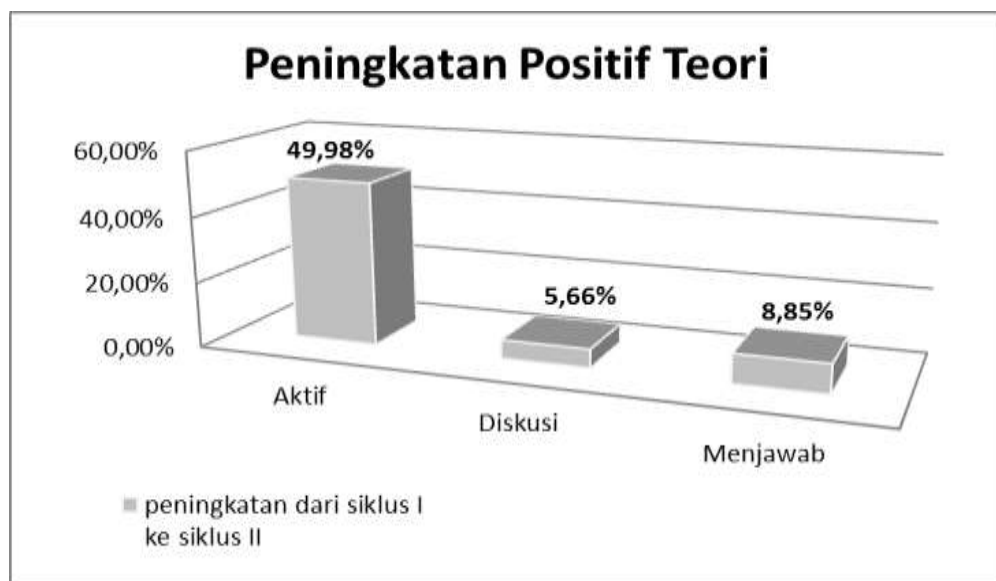 Peningkatan Positif Teori
60,00%
40,00%
20,00%
0,00%
49,98%
5,66%
8,85%
Aktif
Diskusi
Menjawab
peningkatan dari siklus I
ke siklus II